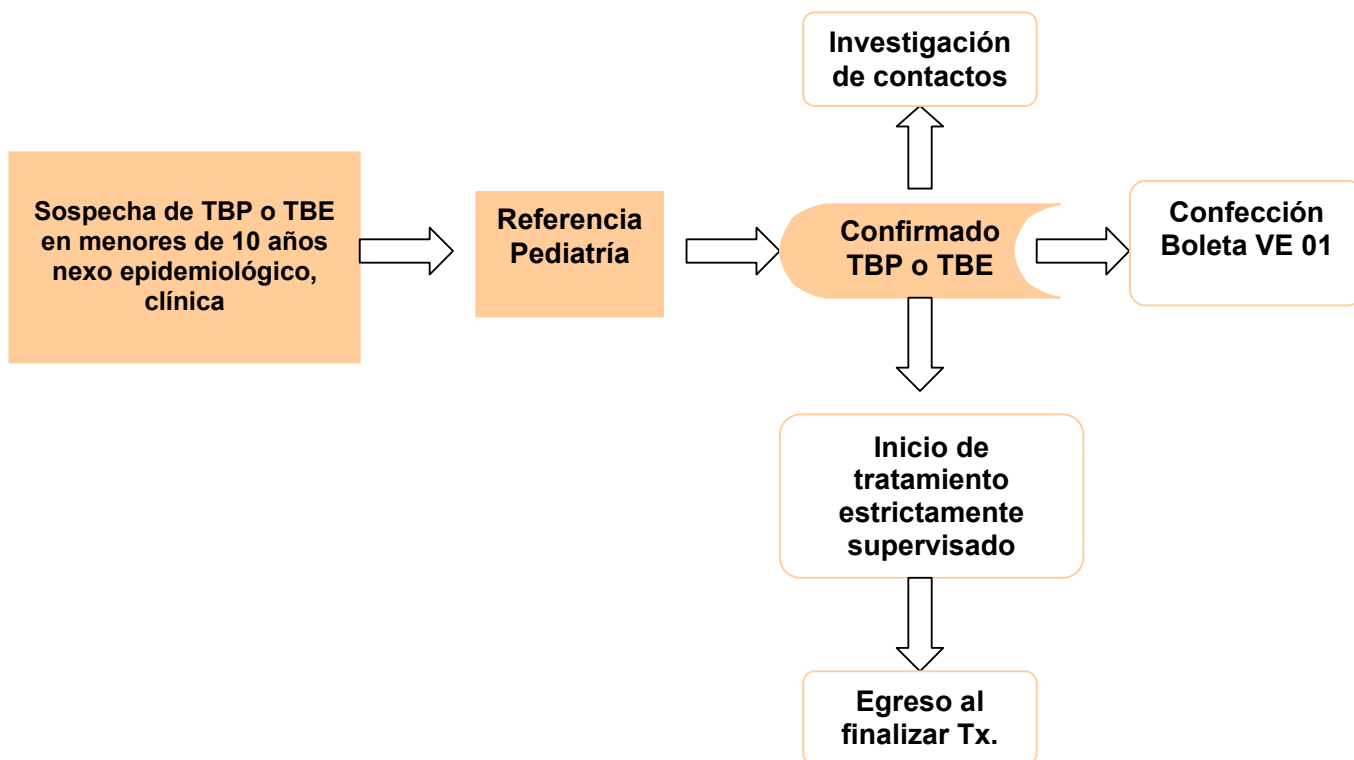 Investigación
de contactos
Sospecha de TBP o TBE
en menores de 10 años
nexo epidemiológico,
clínica
Referencia
Pediatría
Confirmado
TBP o TBE
Confección
Boleta VE 01
Inicio de
tratamiento
estrictamente
supervisado
Egreso al
finalizar Tx.